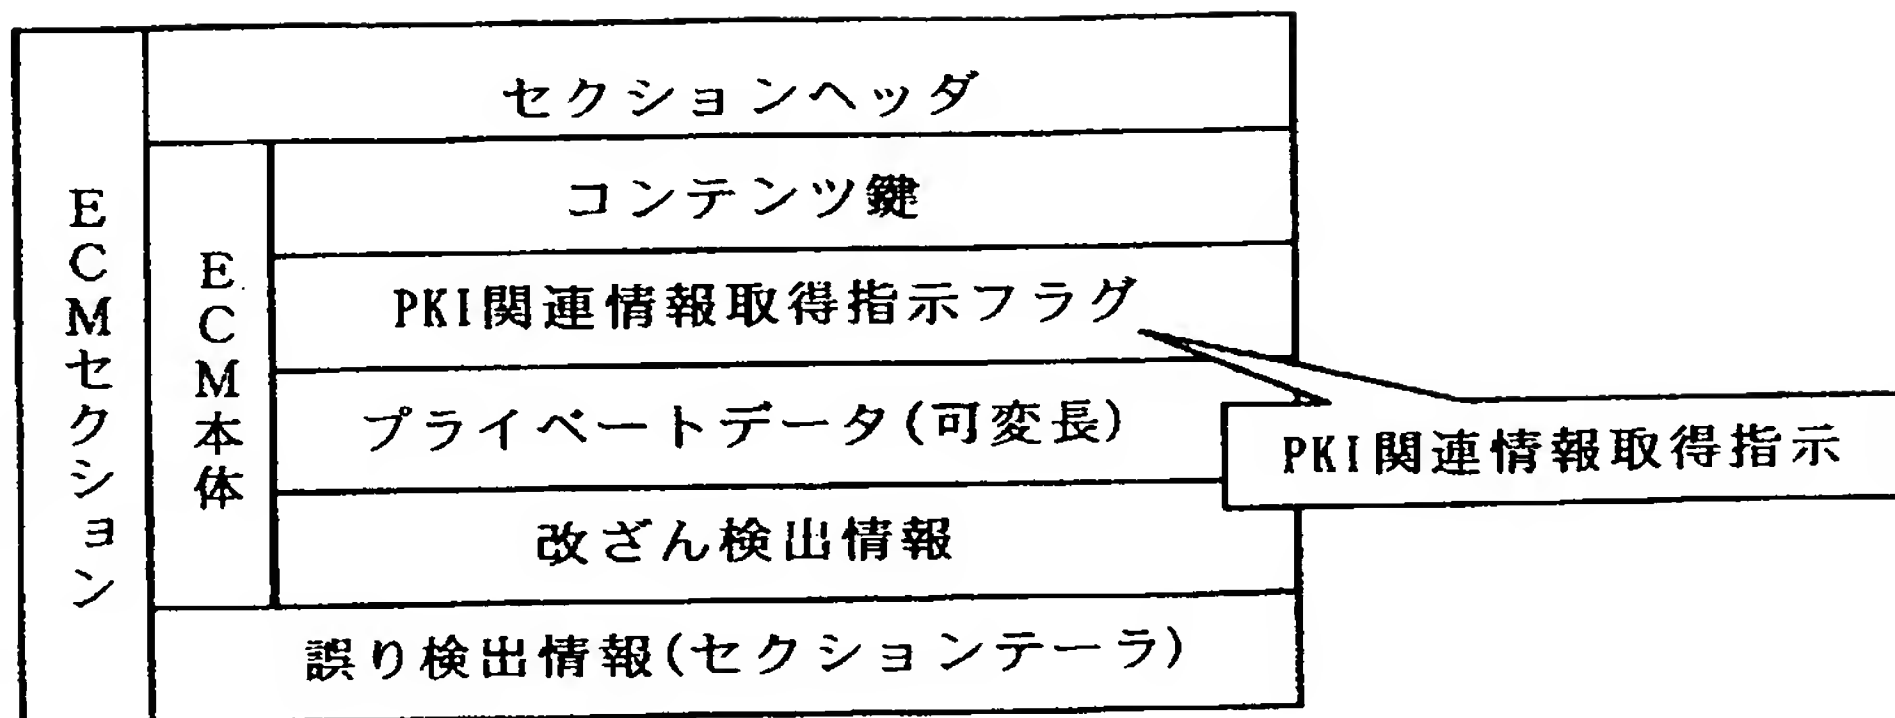 ECMセクション
セクションヘッダ
ECM本体
コンテンツ鍵
PKI関連情報取得指示フラグ
プライベートデータ(可変長)
改ざん検出情報
誤り検出情報(セクションテーラ)
PKI関連情報取得指示